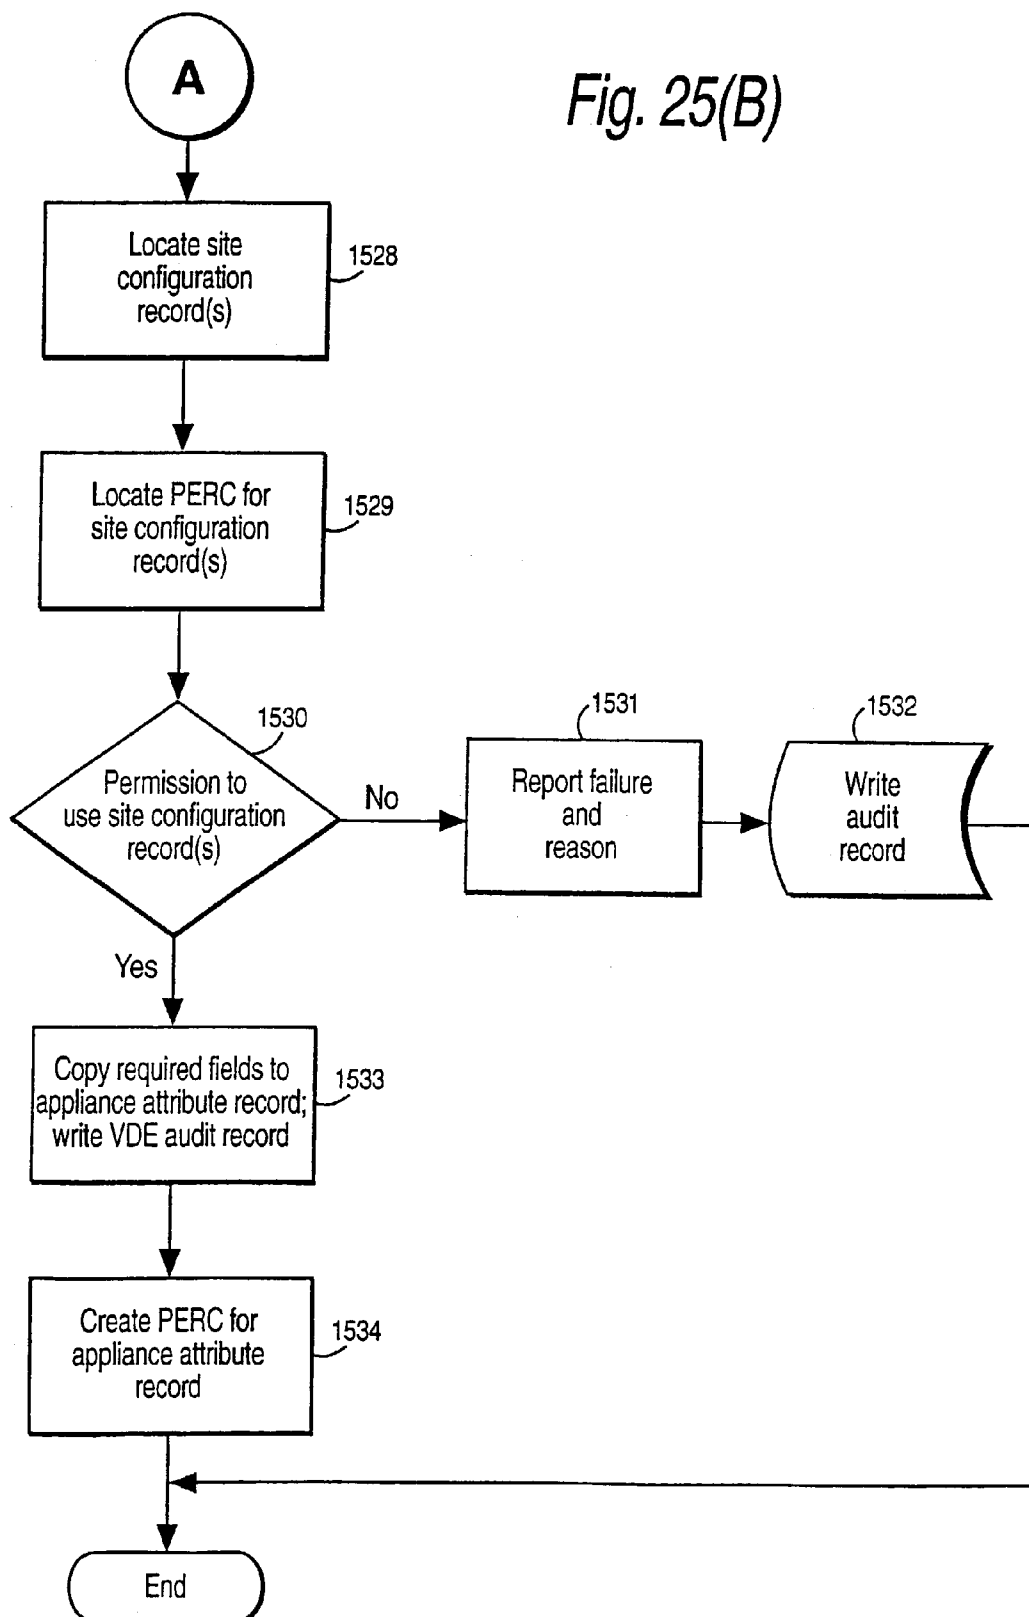 A
Fig. 25(B)
Locate site
configuration
record(s)
1528
Locate PERC for
site configuration
record(s)
1529
1530
Permission to
use site configuration
record(s)
No
1531
Report failure
and
reason
1532
Write
audit
record
Yes
Copy required fields to
appliance attribute record;
write VDE audit record
1533
Create PERC for
appliance attribute
record
1534
End